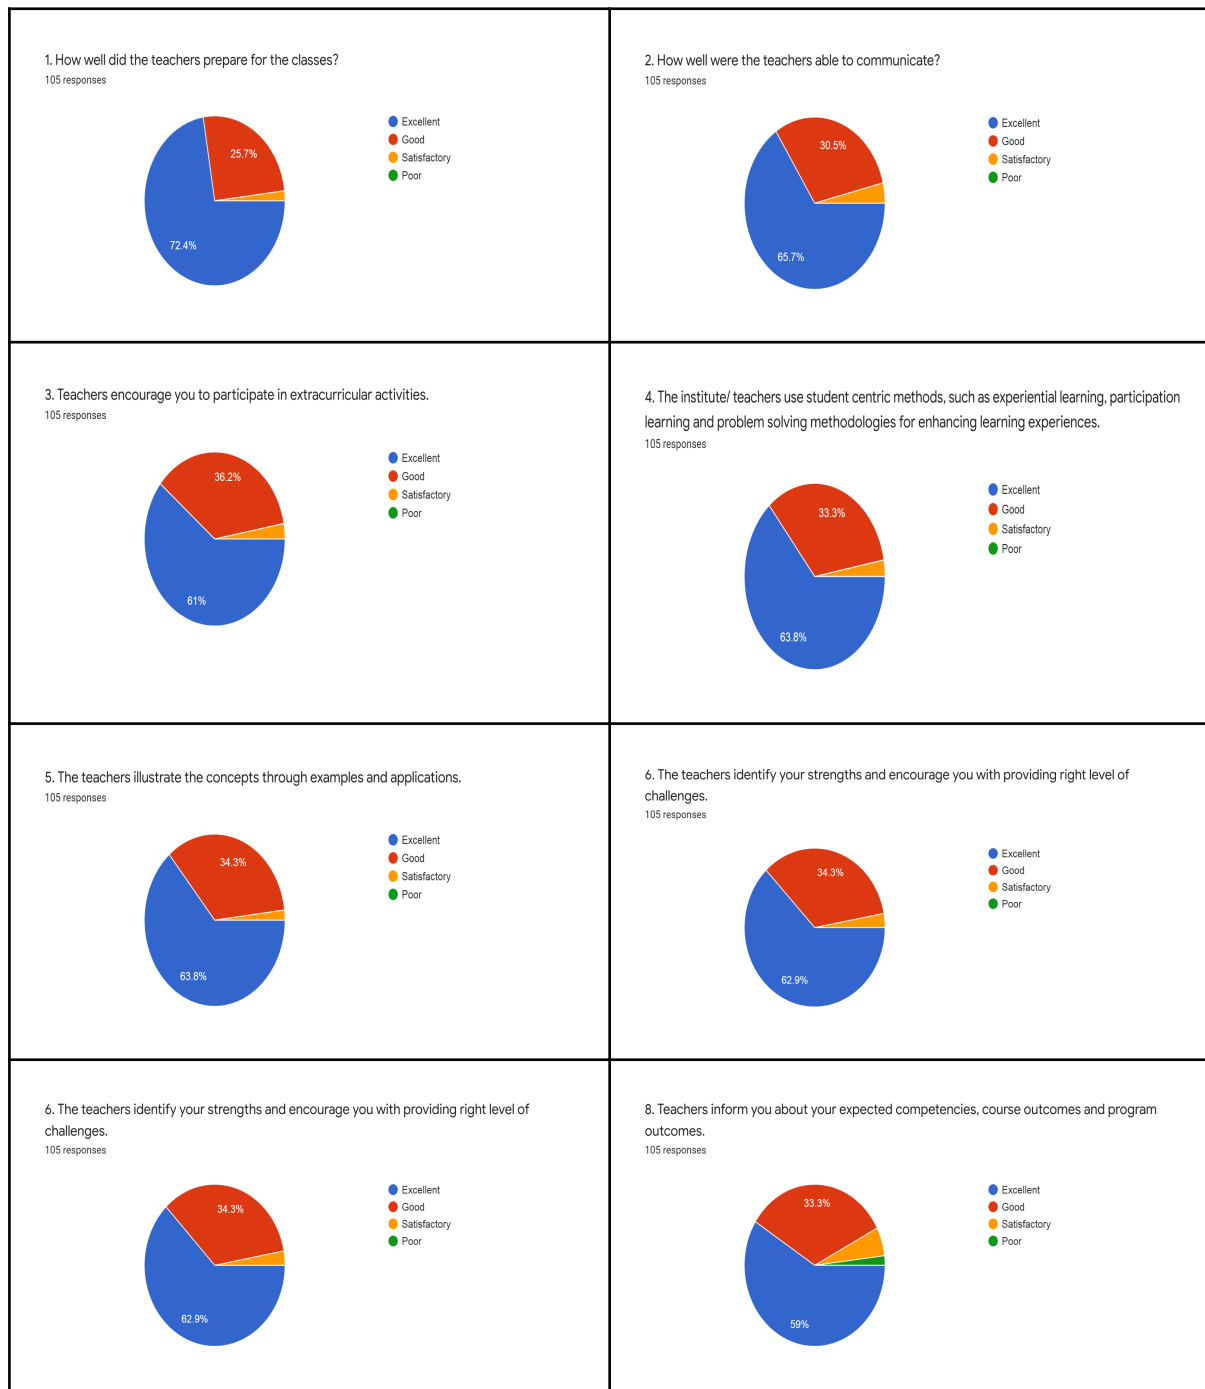 1. How well did the teachers prepare for the classes?
105 responses
Excellent
Good
Satisfactory
Poor
25.7%
72.4%
2. How well were the teachers able to communicate?
105 responses
Excellent
Good
Satisfactory
Poor
30.5%
65.7%
3. Teachers encourage you to participate in extracurricular activities.
105 responses
Excellent
Good
Satisfactory
Poor
36.2%
61%
4. The institute/ teachers use student centric methods, such as experiential learning, participation
learning and problem solving methodologies for enhancing learning experiences.
105 responses
Excellent
Good
Satisfactory
Poor
33.3%
63.8%
5. The teachers illustrate the concepts through examples and applications.
105 responses
Excellent
Good
Satisfactory
Poor
34.3%
63.8%
6. The teachers identify your strengths and encourage you with providing right level of
challenges.
105 responses
Excellent
Good
Satisfactory
Poor
34.3%
62.9%
6. The teachers identify your strengths and encourage you with providing right level of
challenges.
105 responses
Excellent
Good
Satisfactory
Poor
34.3%
62.9%
8. Teachers inform you about your expected competencies, course outcomes and program
outcomes.
105 responses
Excellent
Good
Satisfactory
Poor
33.3%
59%